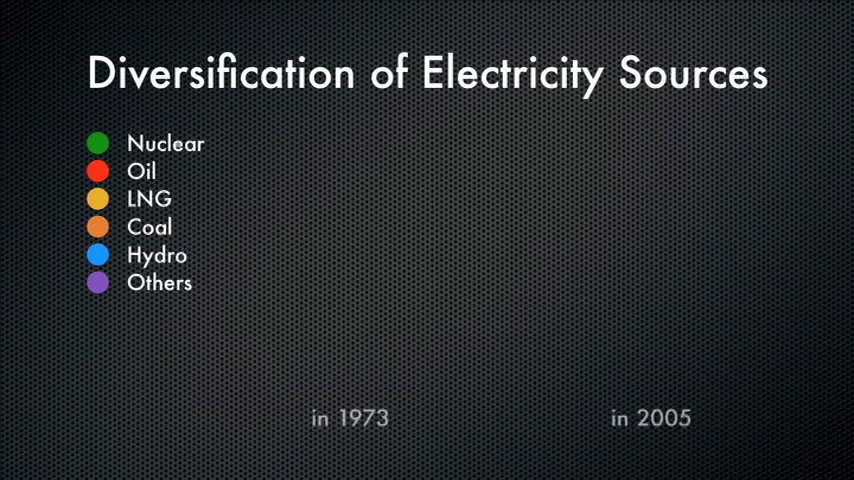 Diversification of Electricity Sources
Nuclear
Oil
LNG
Coal
Hydro
Others
in 1973
in 2005